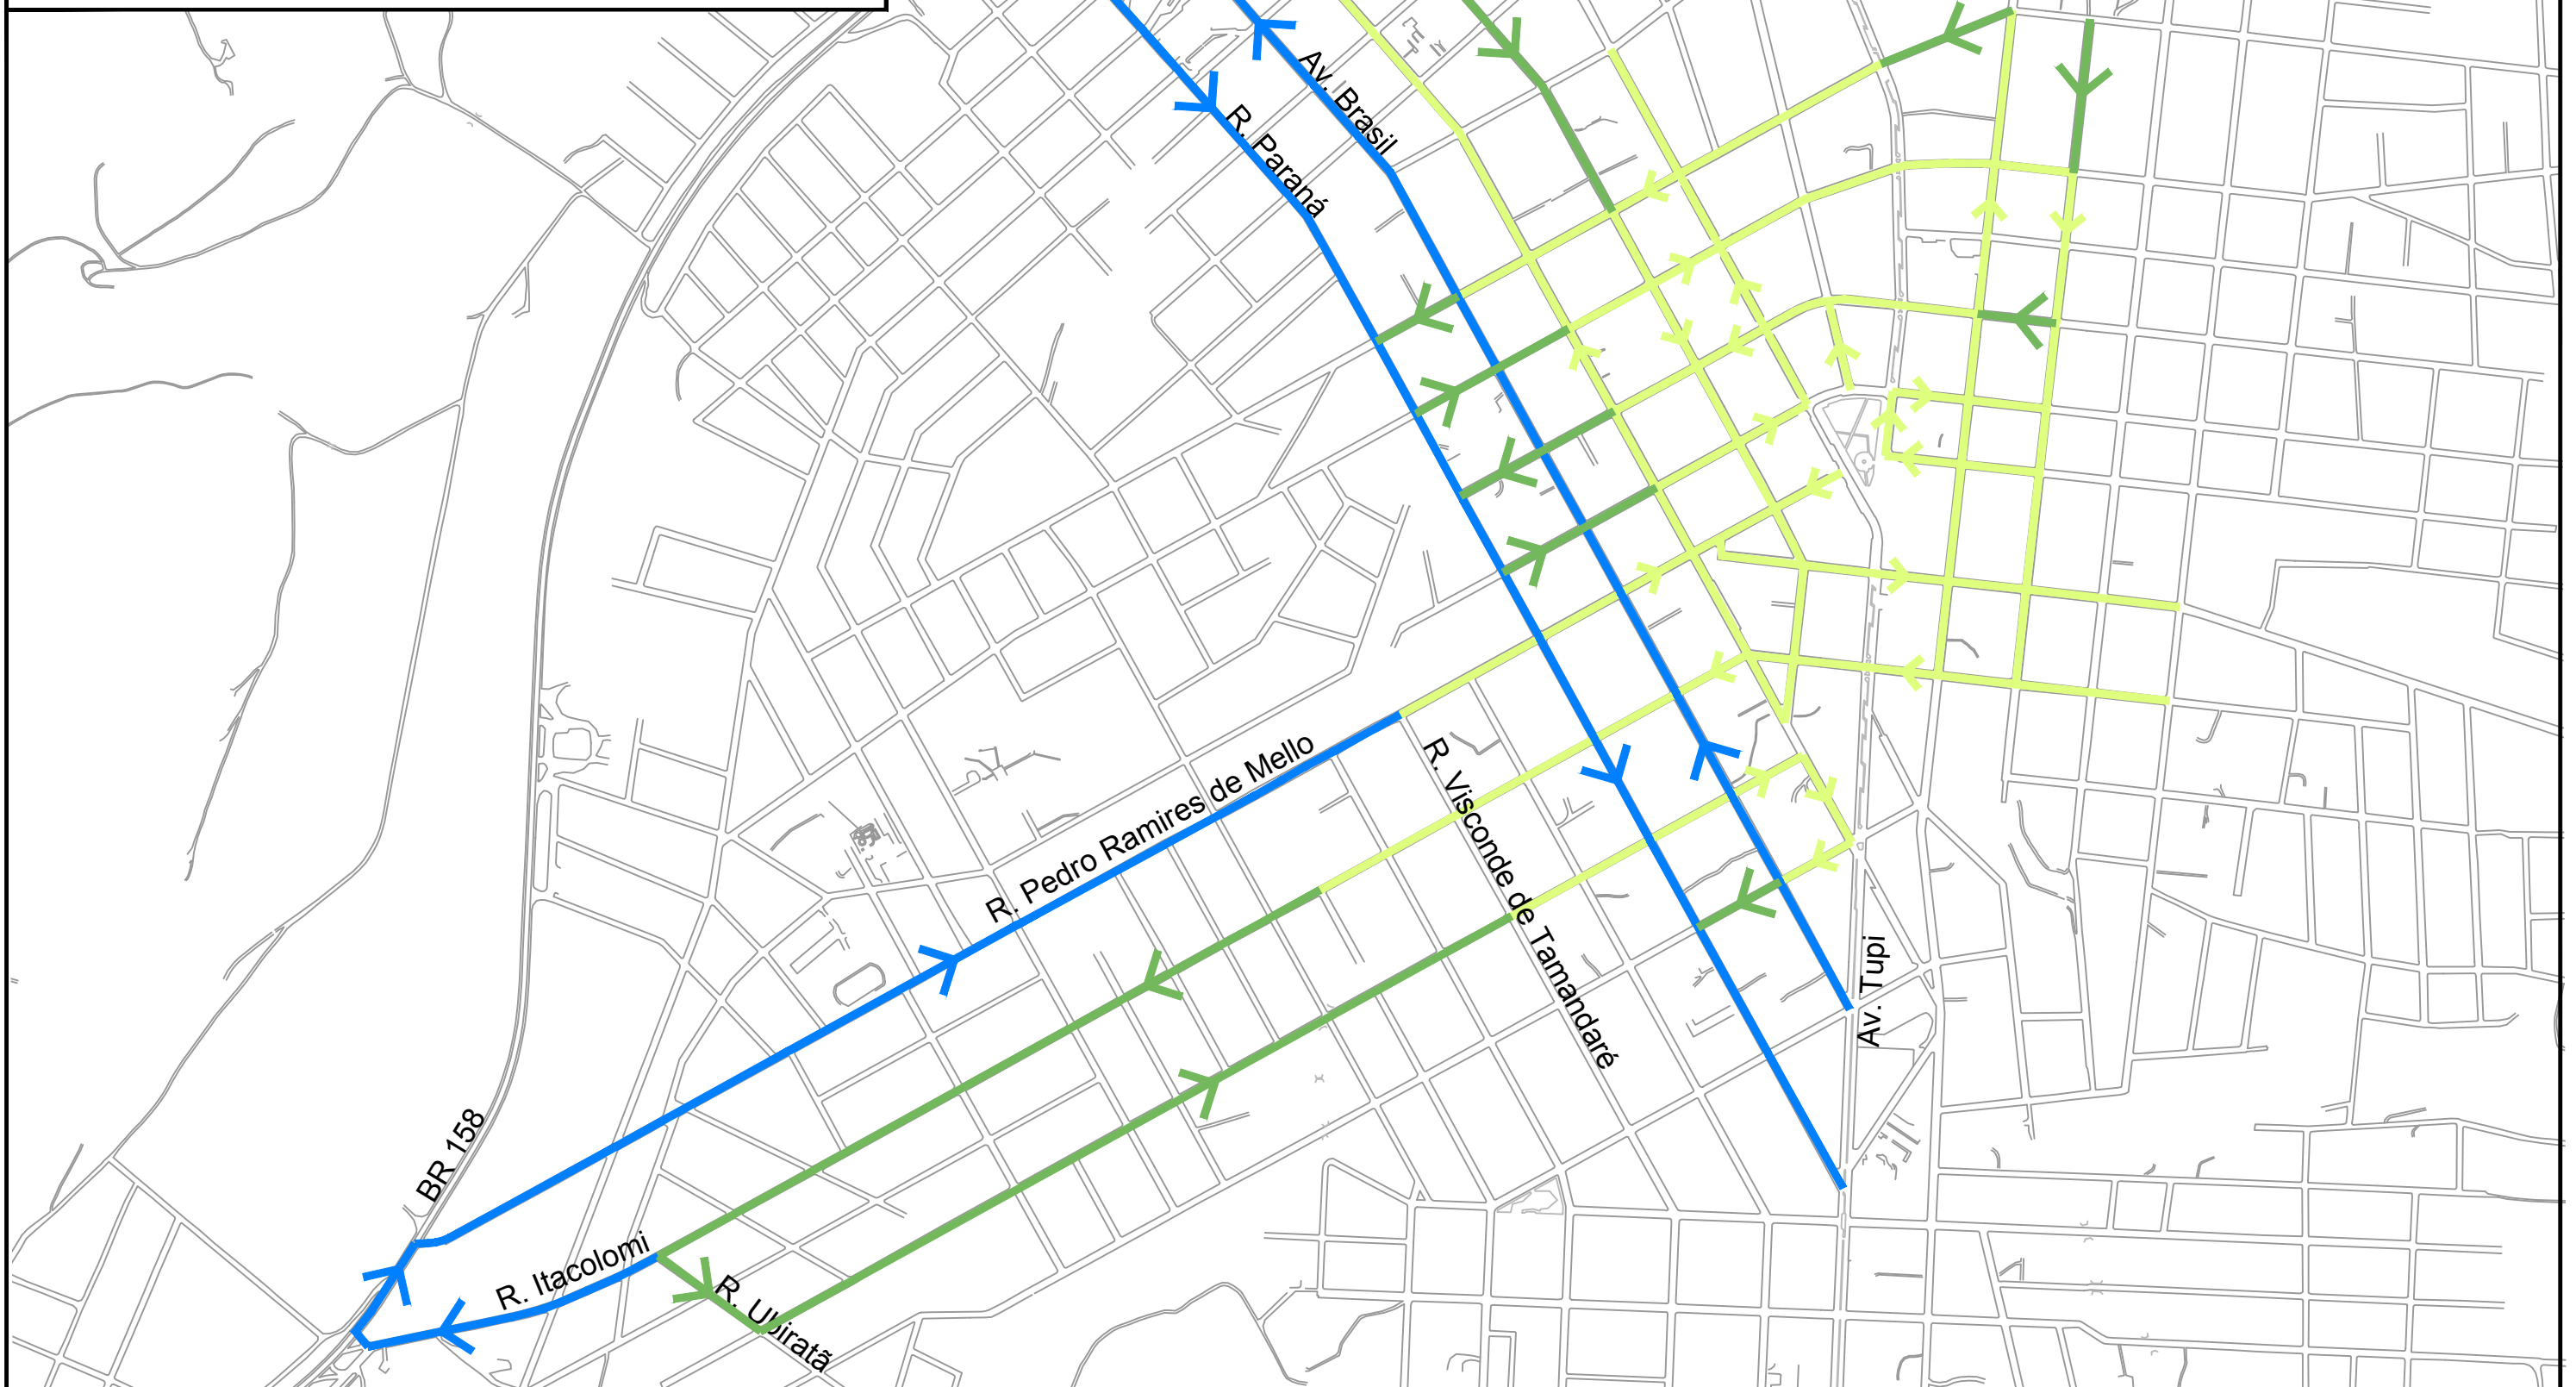 Av. Brasil
R. Paraná
R. Pedro Ramires de Mello
R. Visconde de Tamandaré
Av. Tupi
BR 158
R. Itacolomi
R. Ubiratã